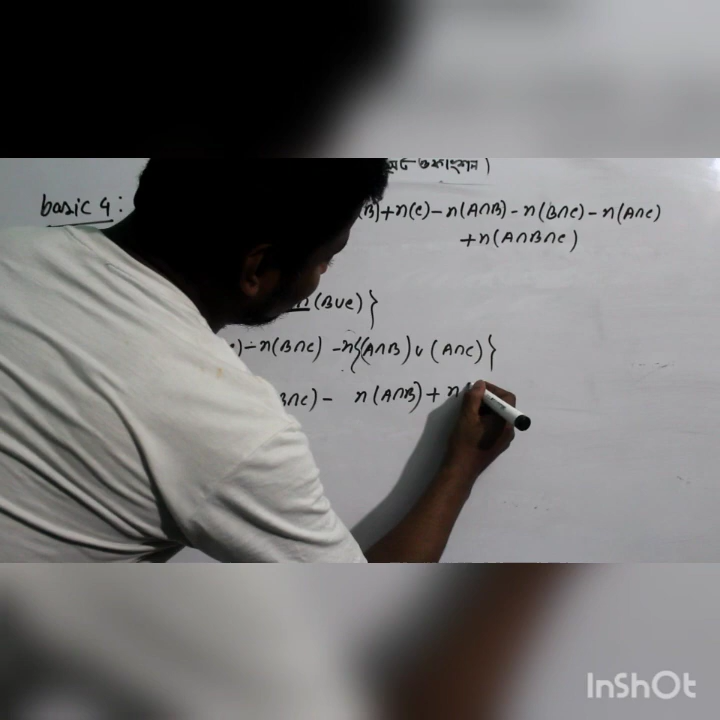 basic 4:
(B)+n(c)-n(A∩B)-n(B∩c)-n(A∩c)
+n(A∩B∩c)
n(B∪c)}
)-n(B∩c) -n{(A∩B)∪(A∩c)}
B∩c)- n(A∩B)+n(
InShOt